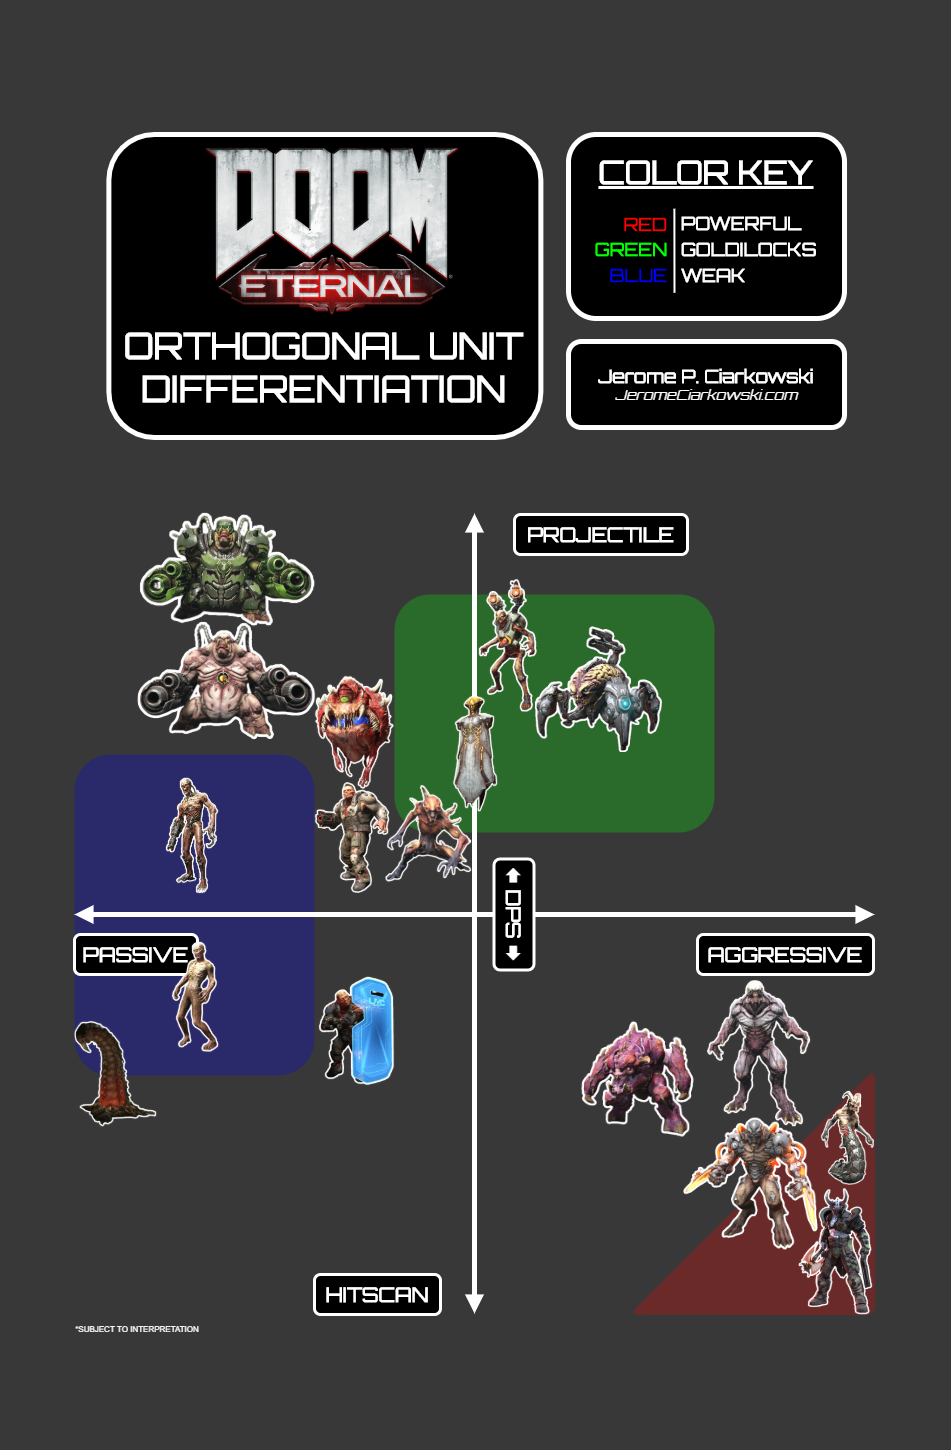 DOOM
ETERNAL
ORTHOGONAL UNIT
DIFFERENTIATION
COLOR KEY
RED POWERFUL
GREEN GOLDILOCKS
BLUE WEAK
Jerome P. Ciarkowski
JeromeCiarkowski.com
PROJECTILE
DPS
PASSIVE
AGGRESSIVE
HITSCAN
*SUBJECT TO INTERPRETATION